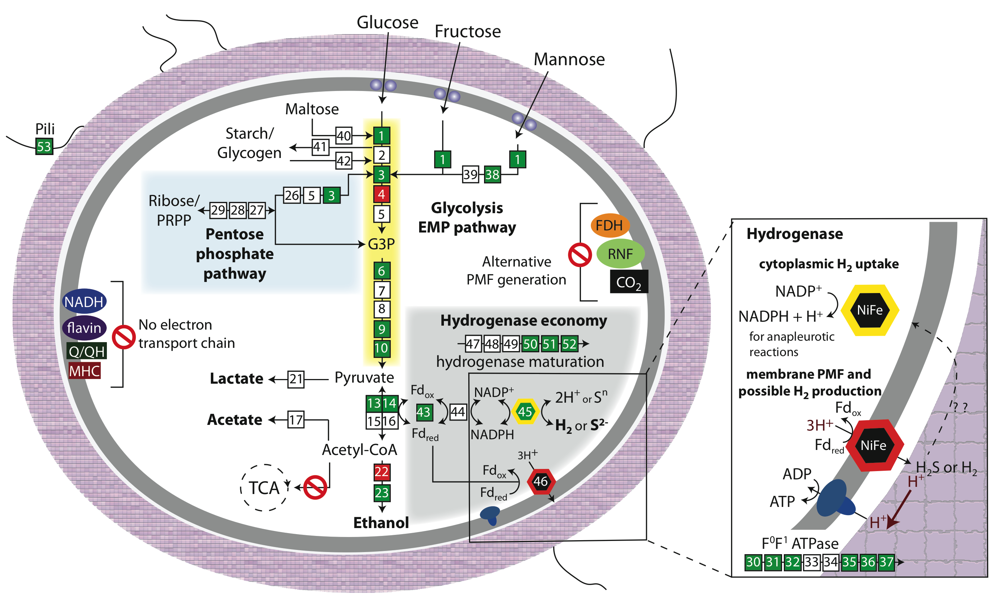 Glucose
Fructose
Mannose
Maltose
Starch/
Glycogen
40
41
42
1
2
3
4
5
G3P
6
7
8
9
10
1
1
39
38
Pili
53
26
5
3
Ribose/
PRPP
29
28
27
Pentose
phosphate
pathway
Glycolysis
EMP pathway
Alternative
PMF generation
FDH
RNF
CO2
NADH
flavin
Q/QH
MHC
No electron
transport chain
Hydrogenase economy
47
48
49
50
51
52
hydrogenase maturation
Lactate
21
Pyruvate
13
14
15
16
Acetate
17
Acetyl-CoA
TCA
22
23
Ethanol
Fdox
43
Fdred
44
NADP+
NADPH
45
2H+ or Sn
H2 or S2-
3H+
Fdox
Fdred
46
Hydrogenase
cytoplasmic H2 uptake
NADP+
NADPH + H+
NiFe
for anapleurotic
reactions
membrane PMF and
possible H2 production
? ?
Fdox
3H+
Fdred
NiFe
H2S or H2
H+
ADP
ATP
H+
F0F1 ATPase
30
31
32
33
34
35
36
37